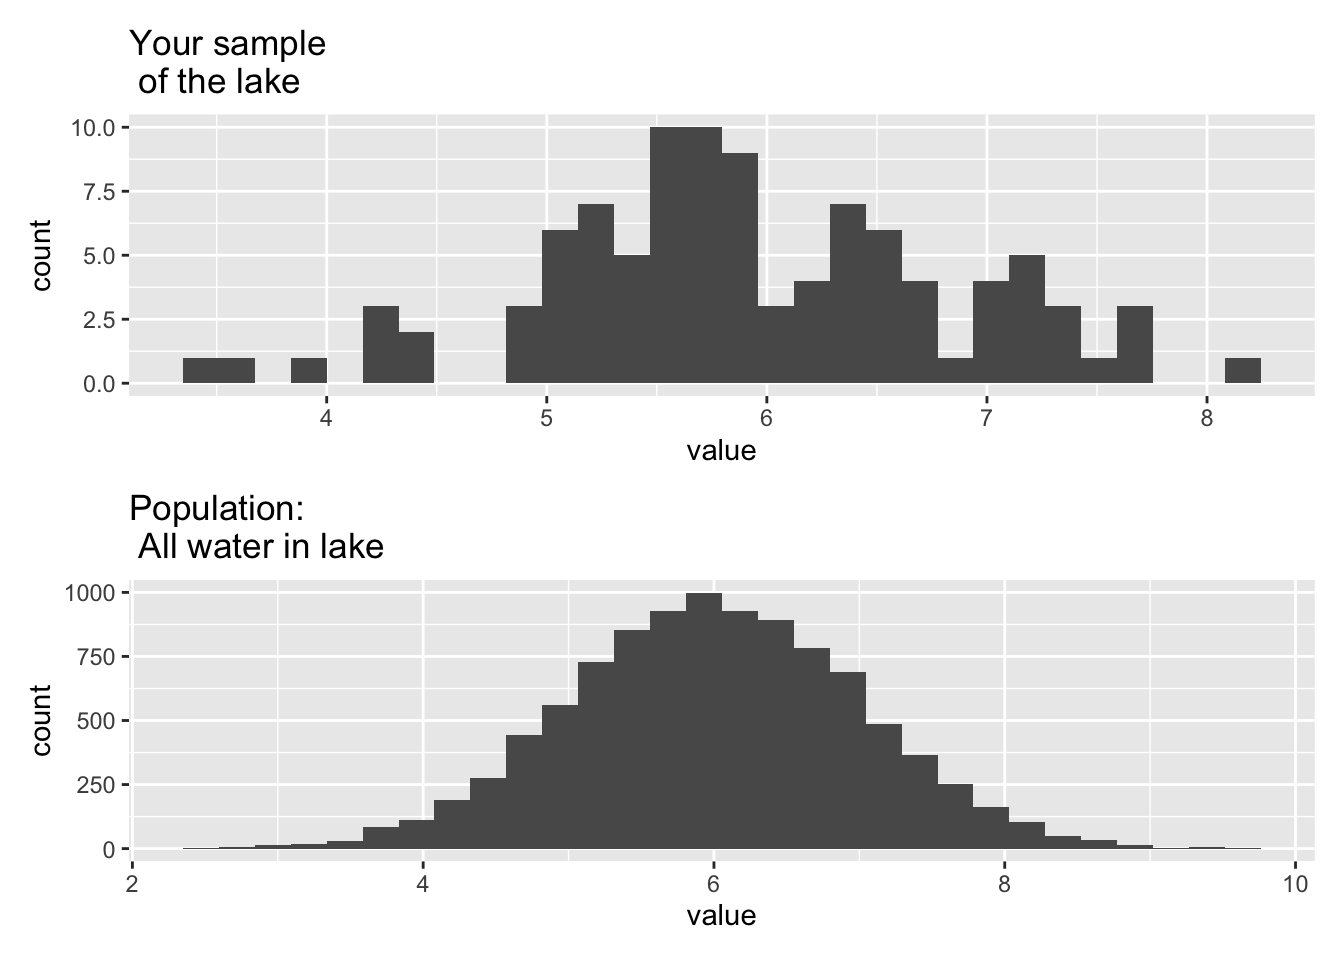 Your sample
of the lake
10.0
7.5
5.0
2.5
0.0
count
4 5 6 7 8
value
Population:
All water in lake
1000
750
500
250
0
count
2 4 6 8 10
value